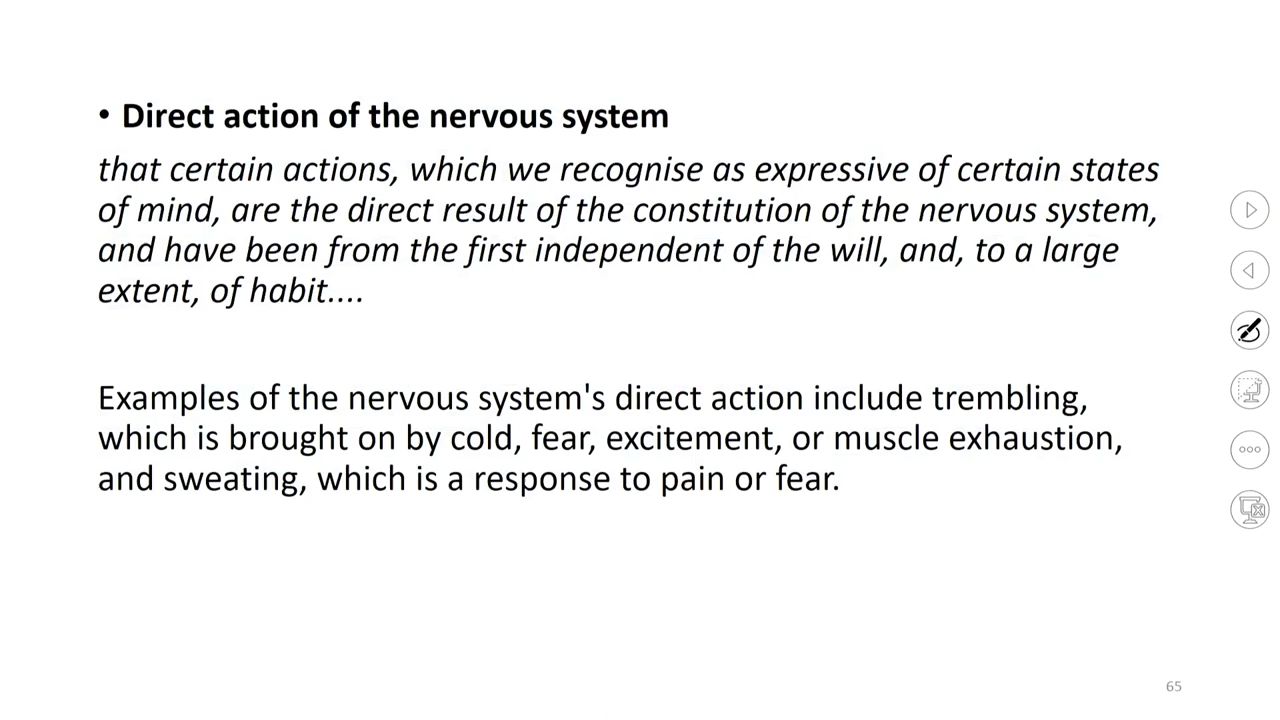 • Direct action of the nervous system
that certain actions, which we recognise as expressive of certain states
of mind, are the direct result of the constitution of the nervous system,
and have been from the first independent of the will, and, to a large
extent, of habit....
Examples of the nervous system's direct action include trembling,
which is brought on by cold, fear, excitement, or muscle exhaustion,
and sweating, which is a response to pain or fear.
65